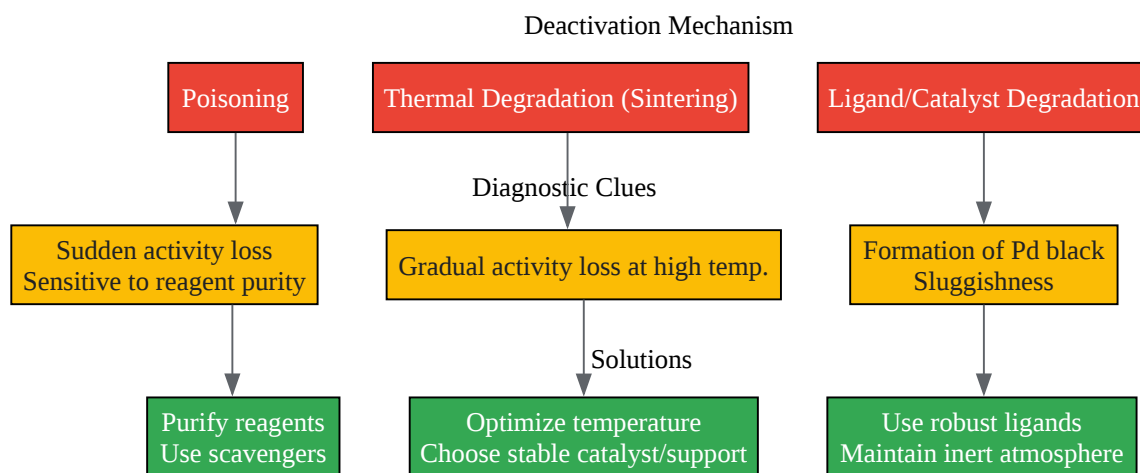 Deactivation Mechanism
Poisoning
Thermal Degradation (Sintering)
Ligand/Catalyst Degradation
Diagnostic Clues
Sudden activity loss
Sensitive to reagent purity
Gradual activity loss at high temp.
Formation of Pd black
Sluggishness
Solutions
Purify reagents
Use scavengers
Optimize temperature
Choose stable catalyst/support
Use robust ligands
Maintain inert atmosphere